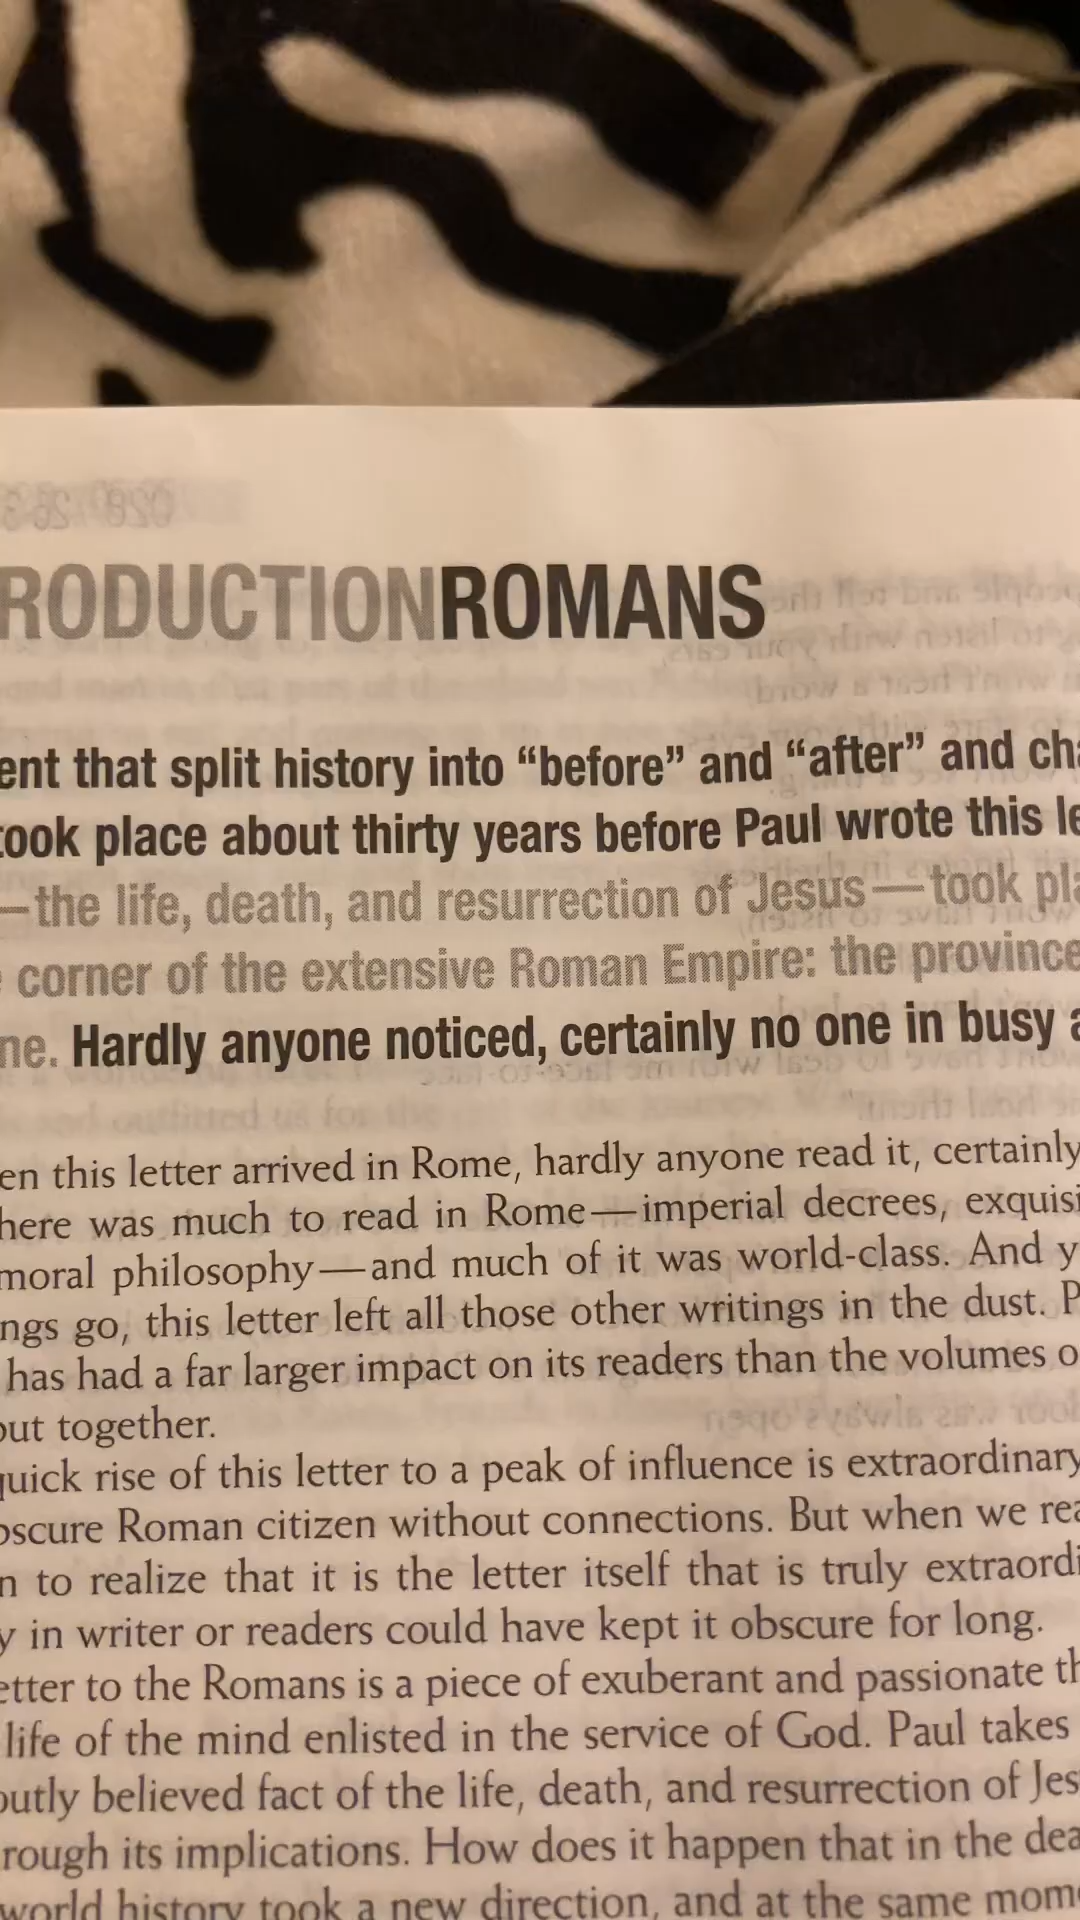 RODUCTIONROMANS
ent that split history into “before” and “after” and cha
took place about thirty years before Paul wrote this le
—the life, death, and resurrection of Jesus—took pla
corner of the extensive Roman Empire: the province
ne. Hardly anyone noticed, certainly no one in busy a
en this letter arrived in Rome, hardly anyone read it, certainly
here was much to read in Rome—imperial decrees, exquisi
moral philosophy—and much of it was world-class. And y
ngs go, this letter left all those other writings in the dust. P
has had a far larger impact on its readers than the volumes o
out together.
quick rise of this letter to a peak of influence is extraordinary
bscure Roman citizen without connections. But when we rea
n to realize that it is the letter itself that is truly extraordi
y in writer or readers could have kept it obscure for long.
etter to the Romans is a piece of exuberant and passionate th
life of the mind enlisted in the service of God. Paul takes
outly believed fact of the life, death, and resurrection of Jes
rough its implications. How does it happen that in the dea
world history took a new direction, and at the same mome